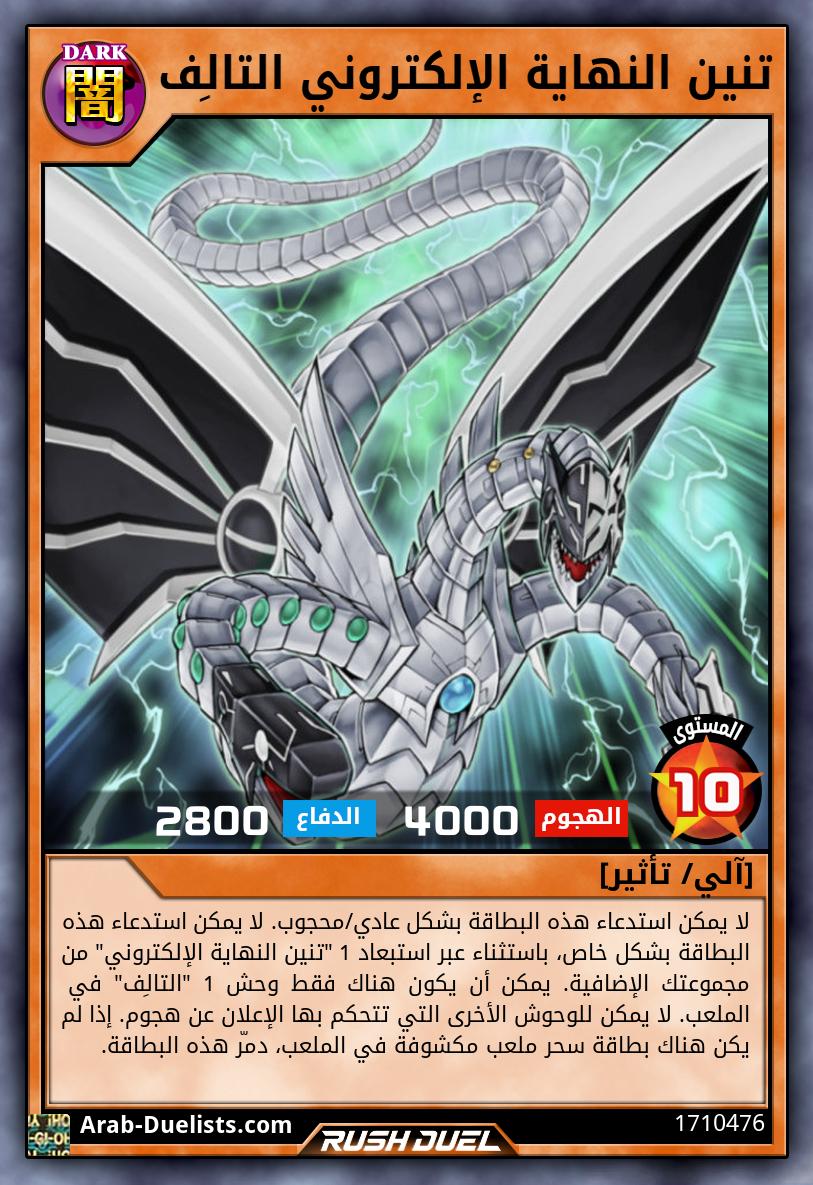 DARK
闇
تنين النهاية الإلكتروني التالِف
المستوى
10
الهجوم 4000 الدفاع 2800
[آلي/ تأثير]
لا يمكن استدعاء هذه البطاقة بشكل عادي/محجوب. لا يمكن استدعاء هذه
البطاقة بشكل خاص، باستثناء عبر استبعاد 1 "تنين النهاية الإلكتروني" من
مجموعتك الإضافية. يمكن أن يكون هناك فقط وحش 1 "التالِف" في
الملعب. لا يمكن للوحوش الأخرى التي تتحكم بها الإعلان عن هجوم. إذا لم
يكن هناك بطاقة سحر ملعب مكشوفة في الملعب، دمّر هذه البطاقة.
Arab-Duelists.com
RUSH DUEL
1710476